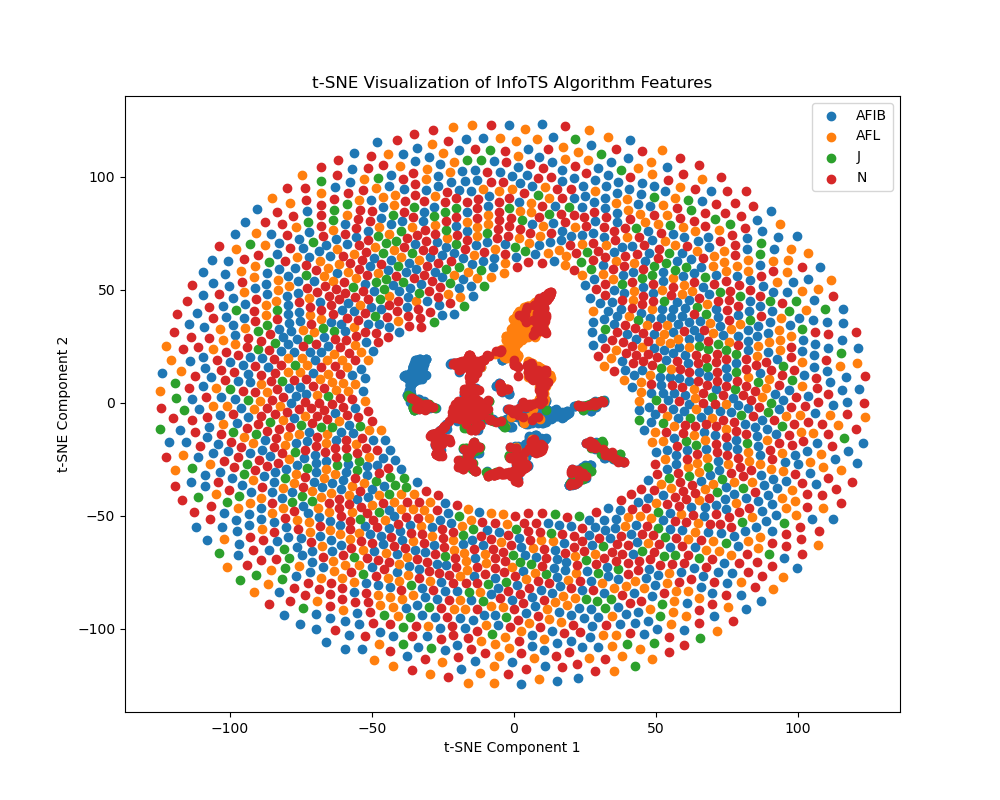 t-SNE Visualization of InfoTS Algorithm Features
AFIB
AFL
J
N
100
50
0
−50
−100
t-SNE Component 2
−100
−50
0
50
100
t-SNE Component 1